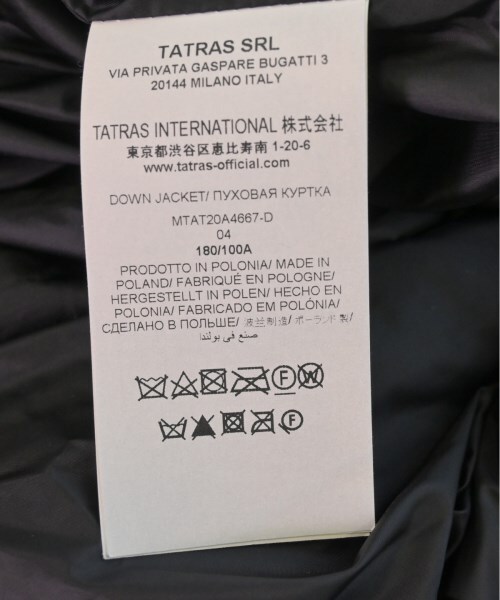 TATRAS SRL
VIA PRIVATA GASPARE BUGATTI 3
20144 MILANO ITALY
TATRAS INTERNATIONAL 株式会社
東京都渋谷区恵比寿南 1-20-6
www.tatras-official.com
DOWN JACKET/ ПУХОВАЯ КУРТКА
MTAT20A4667-D
04
180/100A
PRODOTTO IN POLONIA/ MADE IN
POLAND/ FABRIQUÉ EN POLOGNE/
HERGESTELLT IN POLEN/ HECHO EN
POLONIA/ FABRICADO EM POLÓNIA/
СДЕЛАНО В ПОЛЬШЕ/ 波兰制造/ ポーランド製/
صنع في بولندا
F W
F